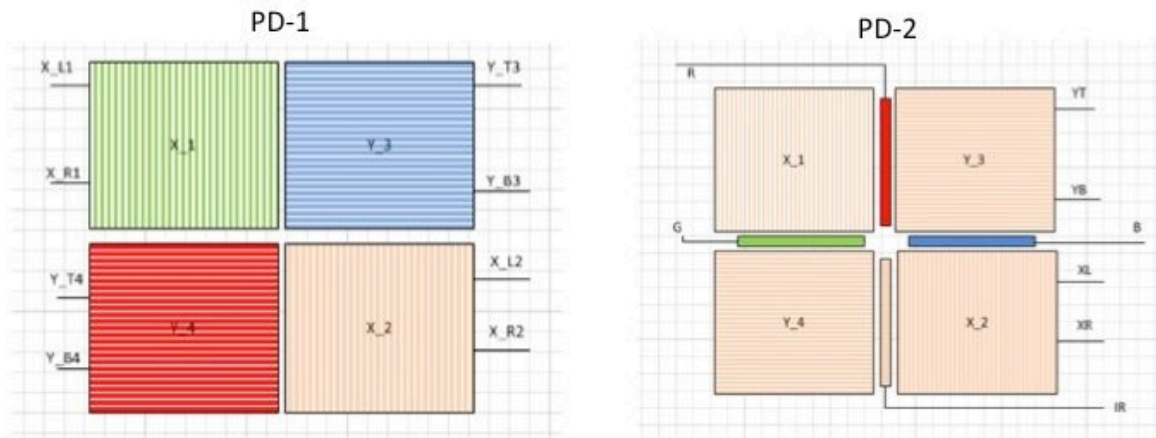 PD-1
X_L1
Y_T3
X_1
Y_3
X_R1
Y_B3
Y_T4
X_L2
Y_4
X_2
X_R2
Y_B4
PD-2
R
YT
X_1
Y_3
YB
G
B
XL
Y_4
X_2
XR
IR